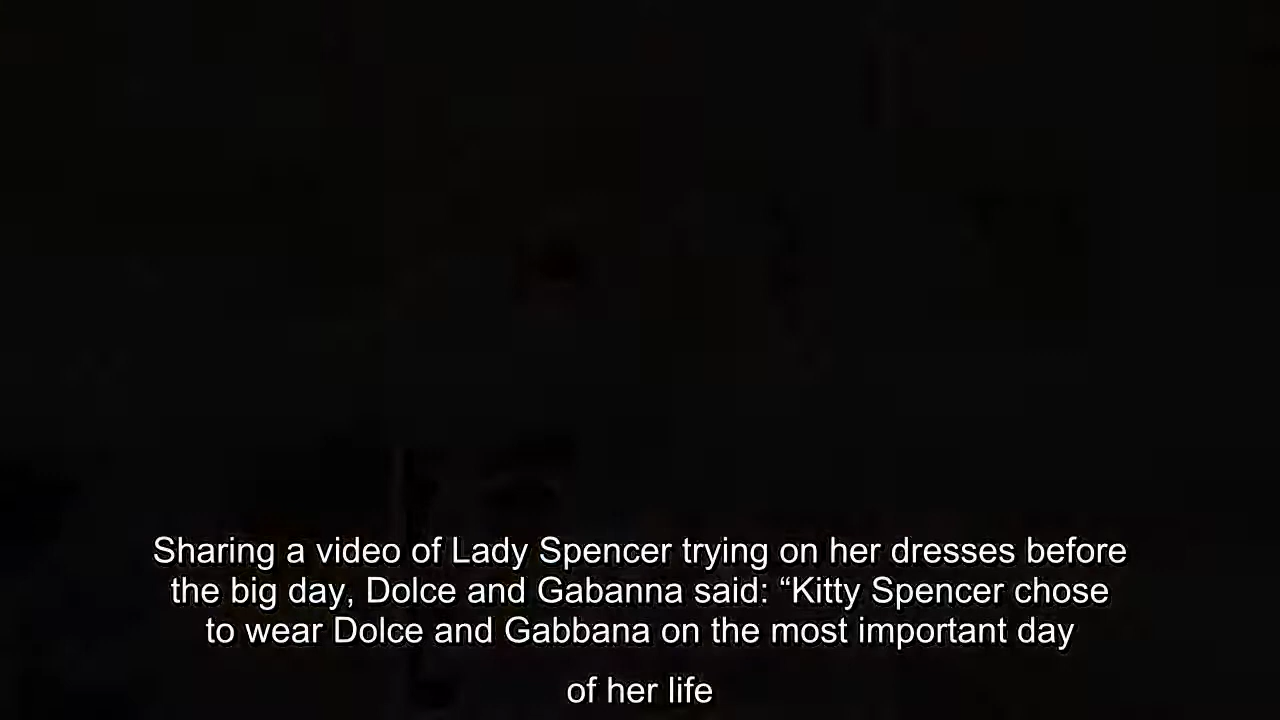 Sharing a video of Lady Spencer trying on her dresses before
the big day, Dolce and Gabanna said: “Kitty Spencer chose
to wear Dolce and Gabbana on the most important day
of her life